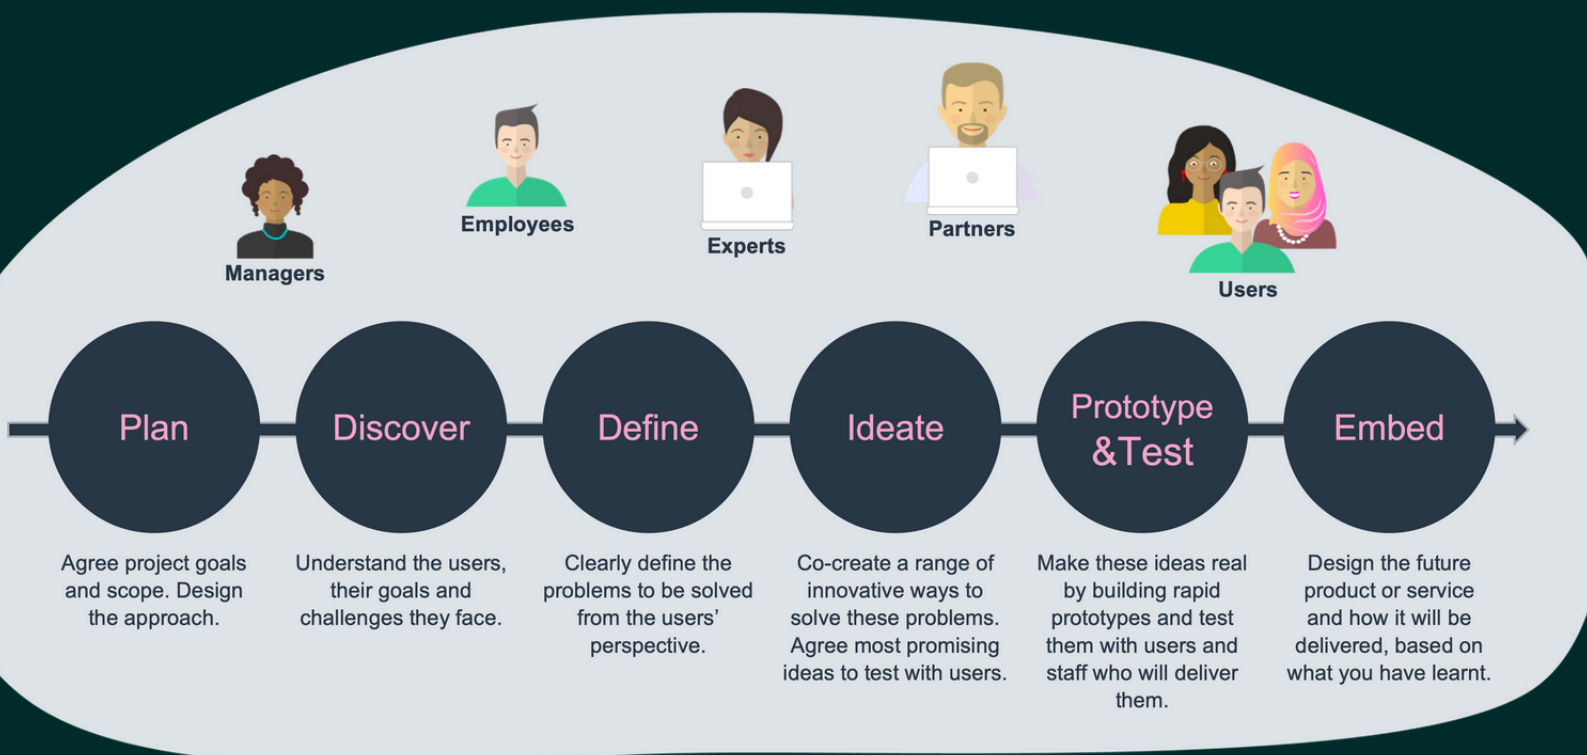 Managers
Employees
Experts
Partners
Users
Plan
Discover
Define
Ideate
Prototype
&Test
Embed
Agree project goals
and scope. Design
the approach.
Understand the users,
their goals and
challenges they face.
Clearly define the
problems to be solved
from the users’
perspective.
Co-create a range of
innovative ways to
solve these problems.
Agree most promising
ideas to test with users.
Make these ideas real
by building rapid
prototypes and test
them with users and
staff who will deliver
them.
Design the future
product or service
and how it will be
delivered, based on
what you have learnt.